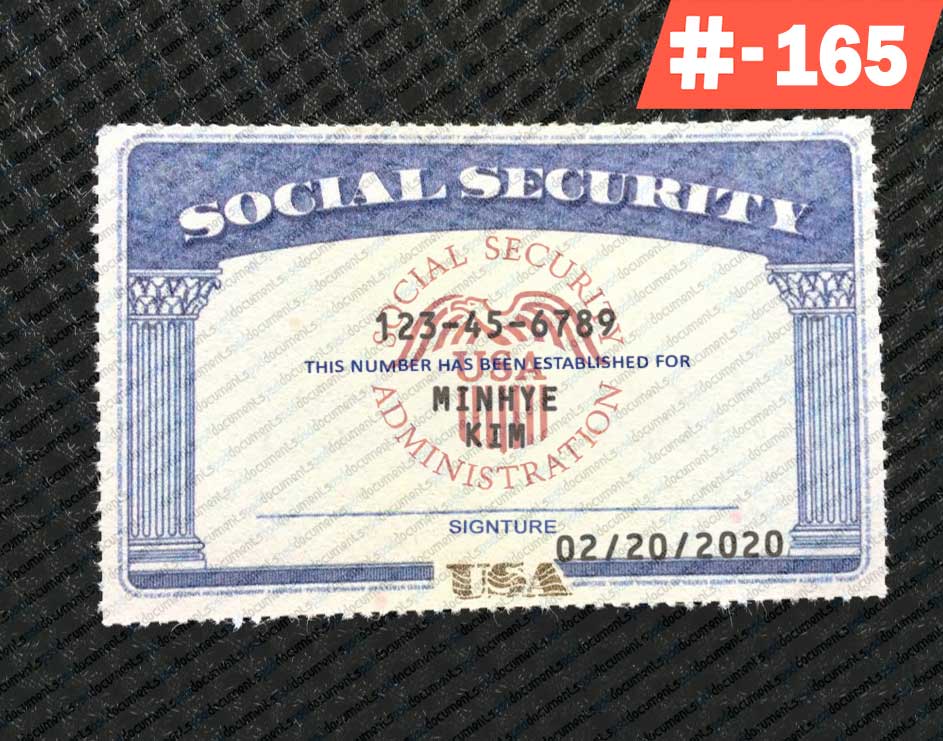 #-165
SOCIAL SECURITY
SOCIAL SECURITY
ADMINISTRATION
123-45-6789
USA
THIS NUMBER HAS BEEN ESTABLISHED FOR
MINHYE
KIM
SIGNTURE
02/20/2020
USA